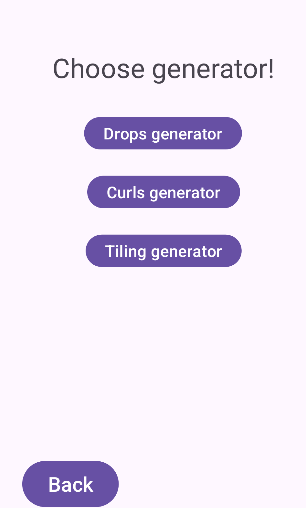 Choose generator!
Drops generator
Curls generator
Tiling generator
Back